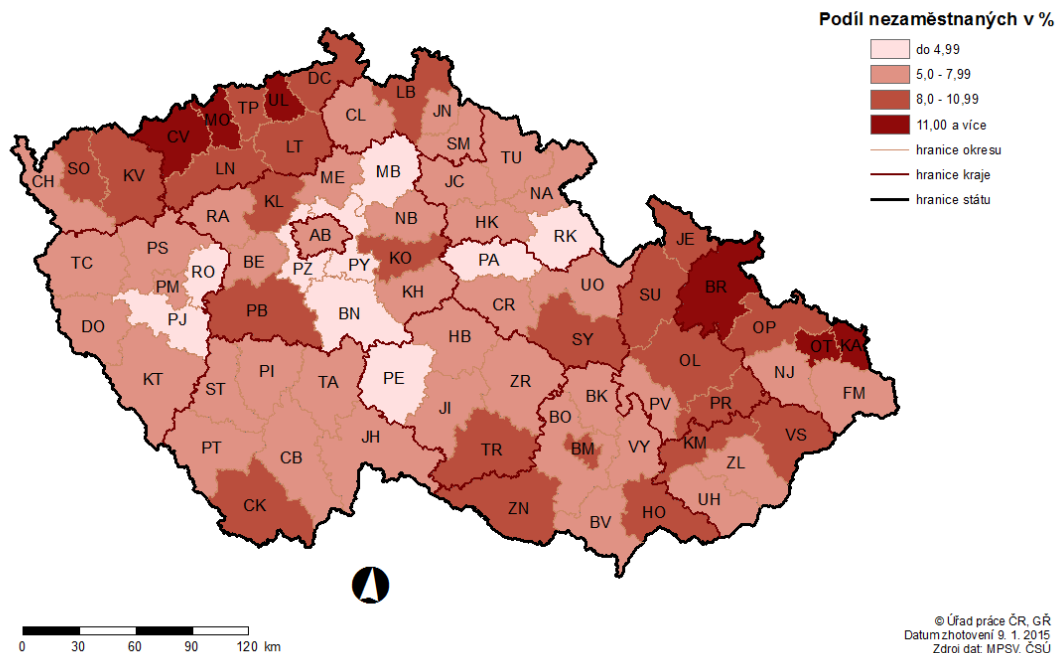 Podíl nezaměstnaných v %
do 4,99
5,0 - 7,99
8,0 - 10,99
11,00 a více
hranice okresu
hranice kraje
hranice státu
DC
UL
LB
TP
MO
CL
JN
CV
LT
SM
TU
SO
KV
LN
MB
ME
JC
CH
NA
KL
RA
NB
HK
AB
RK
PS
JE
TC
RO
BE
PZ
PY
KO
PA
PM
BR
KH
UO
SU
CR
PJ
PB
BN
DO
OP
SY
HB
OT
KA
OL
NJ
KT
ST
PI
TA
PE
ZR
FM
BK
PV
PR
JI
BO
JH
VS
PT
CB
TR
BM
VY
KM
ZL
UH
CK
ZN
HO
BV
0 30 60 90 120 km
© Úřad práce ČR, GŘ
Datum zhotovení 9. 1. 2015
Zdroj dat: MPSV, ČSÚ